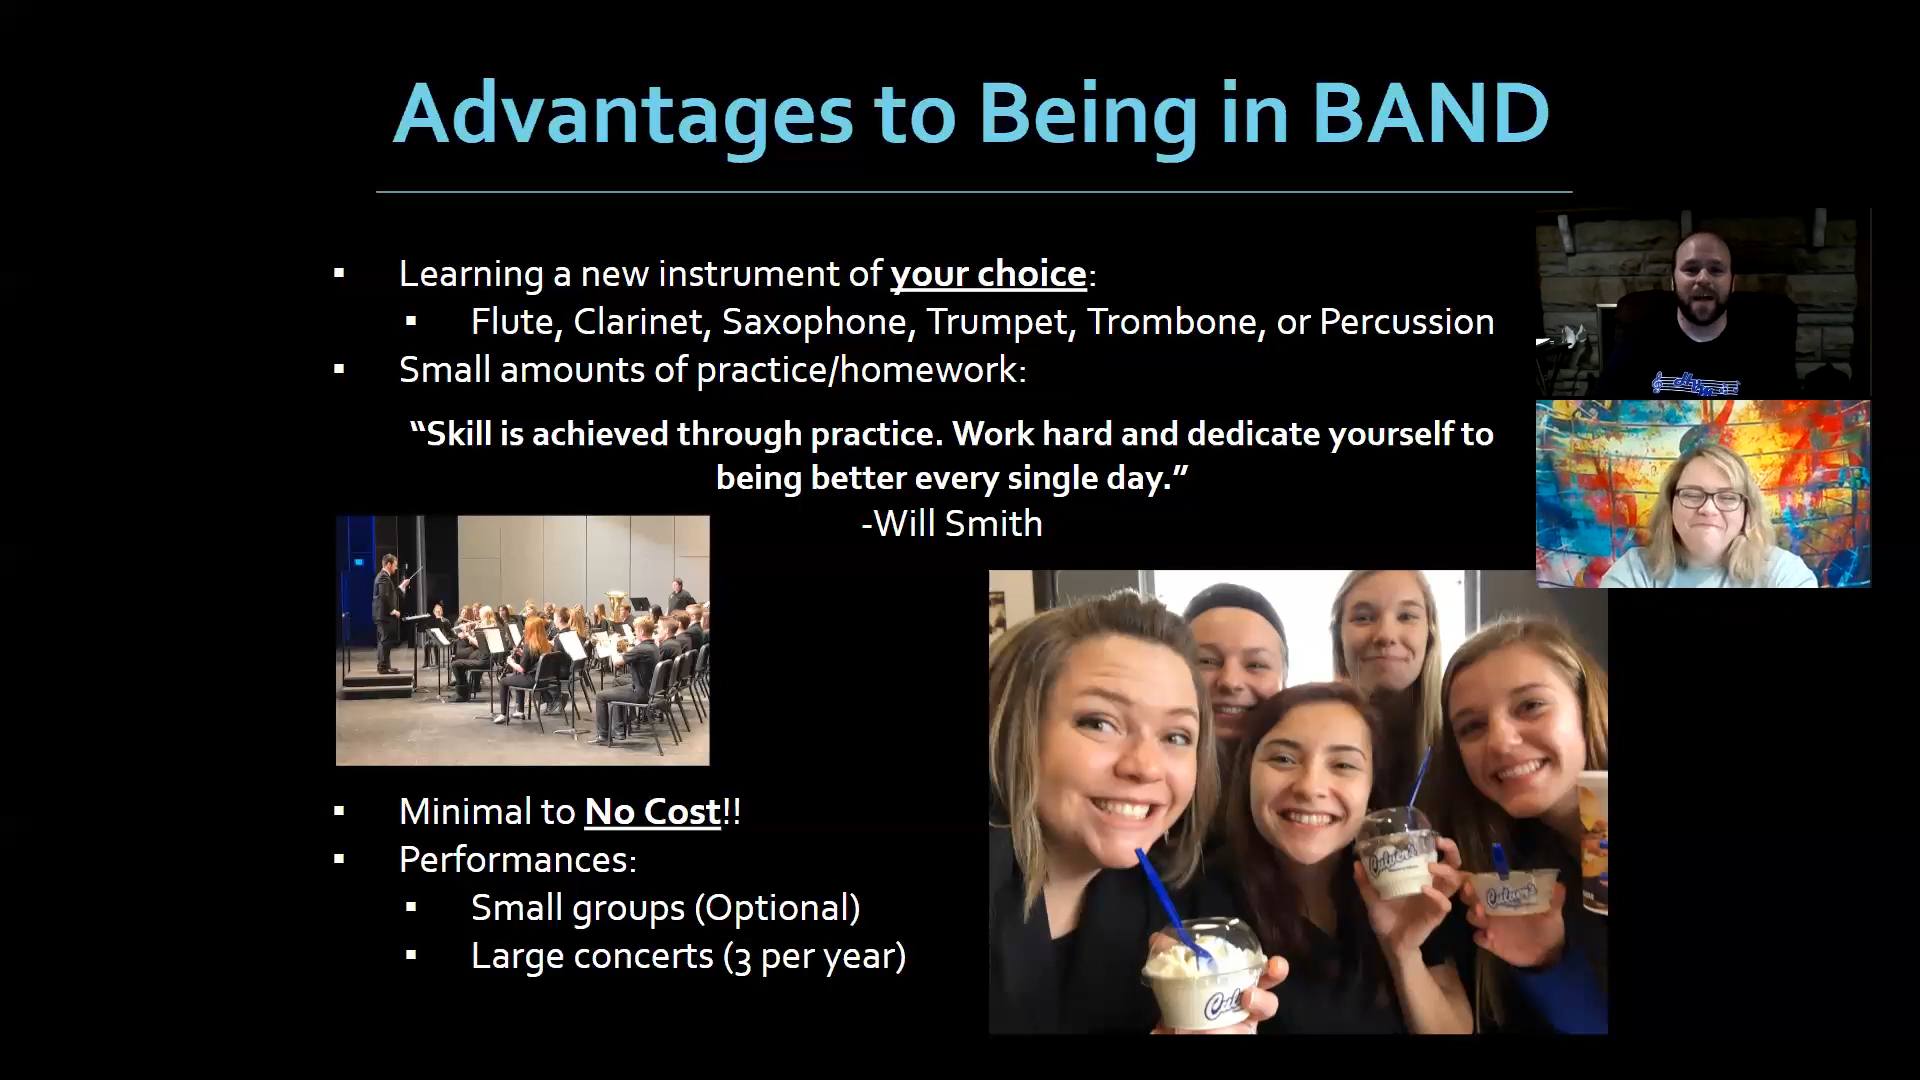 Advantages to Being in BAND
Learning a new instrument of your choice:
Flute, Clarinet, Saxophone, Trumpet, Trombone, or Percussion
Small amounts of practice/homework:
“Skill is achieved through practice. Work hard and dedicate yourself to
being better every single day.”
-Will Smith
Minimal to No Cost!!
Performances:
Small groups (Optional)
Large concerts (3 per year)
Culver's
Culver's